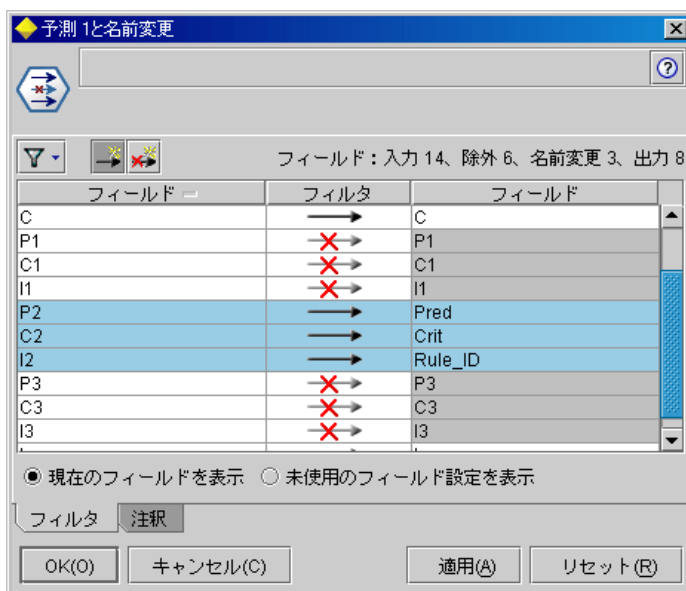 予測 1と名前変更
フィールド：入力 14、除外 6、名前変更 3、出力 8
フィールド フィルタ フィールド
C C
P1 P1
C1 C1
I1 I1
P2 Pred
C2 Crit
I2 Rule_ID
P3 P3
C3 C3
I3 I3
現在のフィールドを表示 未使用のフィールド設定を表示
フィルタ 注釈
OK(O) キャンセル(C) 適用(A) リセット(R)